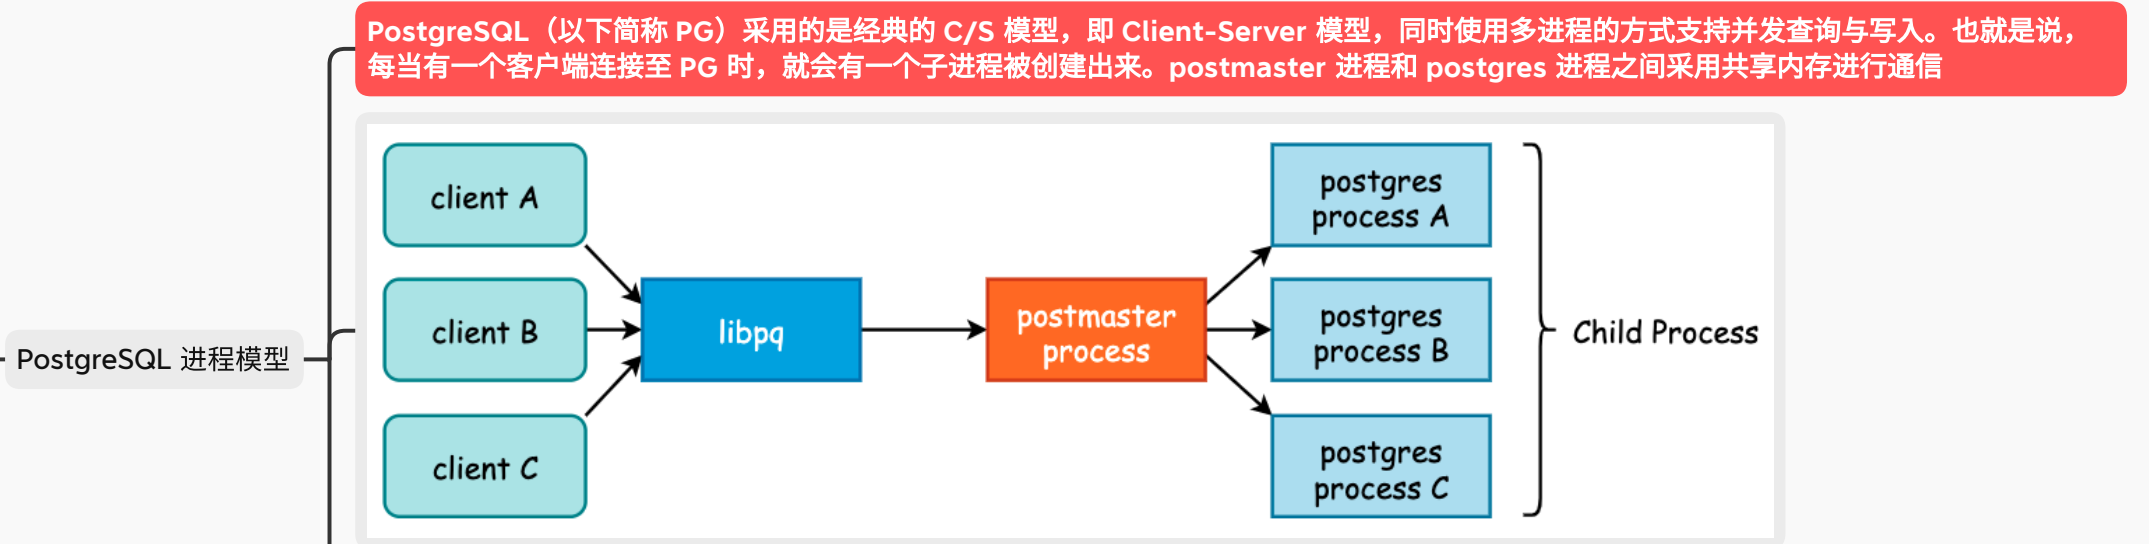 PostgreSQL（以下简称 PG）采用的是经典的 C/S 模型，即 Client-Server 模型，同时使用多进程的方式支持并发查询与写入。也就是说，
每当有一个客户端连接至 PG 时，就会有一个子进程被创建出来。postmaster 进程和 postgres 进程之间采用共享内存进行通信
PostgreSQL 进程模型
client A
client B
client C
libpq
postmaster
process
postgres
process A
postgres
process B
postgres
process C
Child Process